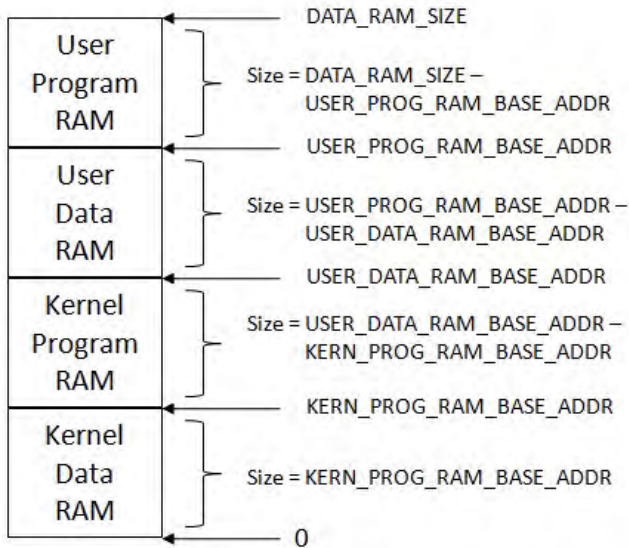 DATA_RAM_SIZE
User
Program
RAM
Size = DATA_RAM_SIZE –
USER_PROG_RAM_BASE_ADDR
USER_PROG_RAM_BASE_ADDR
User
Data
RAM
Size = USER_PROG_RAM_BASE_ADDR –
USER_DATA_RAM_BASE_ADDR
USER_DATA_RAM_BASE_ADDR
Kernel
Program
RAM
Size = USER_DATA_RAM_BASE_ADDR –
KERN_PROG_RAM_BASE_ADDR
KERN_PROG_RAM_BASE_ADDR
Kernel
Data
RAM
Size = KERN_PROG_RAM_BASE_ADDR
0